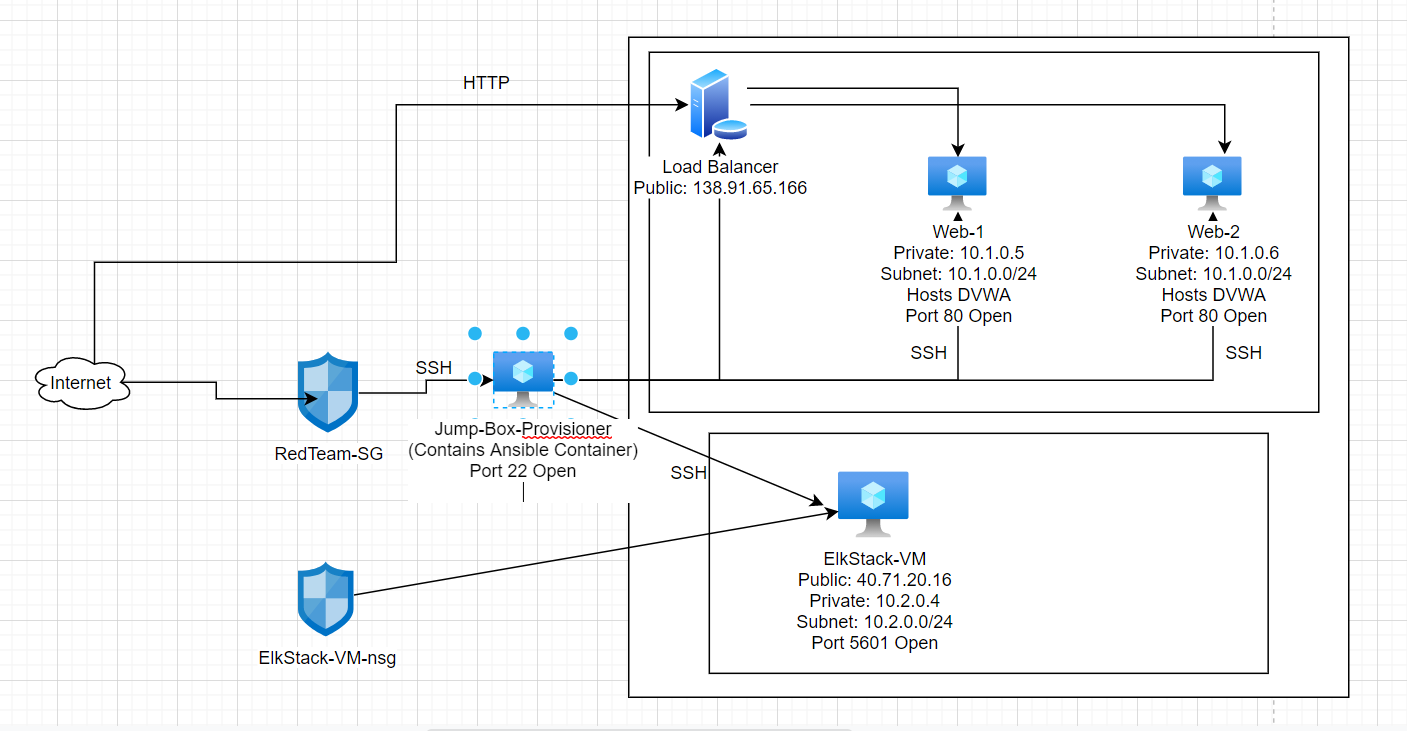 HTTP
Load Balancer
Public: 138.91.65.166
Web-1
Private: 10.1.0.5
Subnet: 10.1.0.0/24
Hosts DVWA
Port 80 Open
Web-2
Private: 10.1.0.6
Subnet: 10.1.0.0/24
Hosts DVWA
Port 80 Open
SSH
SSH
Internet
SSH
RedTeam-SG
Jump-Box-Provisioner
(Contains Ansible Container)
Port 22 Open
SSH
ElkStack-VM
Public: 40.71.20.16
Private: 10.2.0.4
Subnet: 10.2.0.0/24
Port 5601 Open
ElkStack-VM-nsg